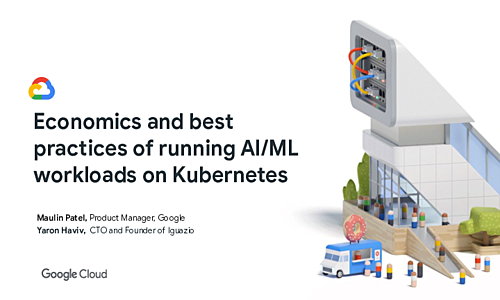 Economics and best
practices of running AI/ML
workloads on Kubernetes
Maulin Patel, Product Manager, Google
Yaron Haviv, CTO and Founder of Iguazio
Google Cloud